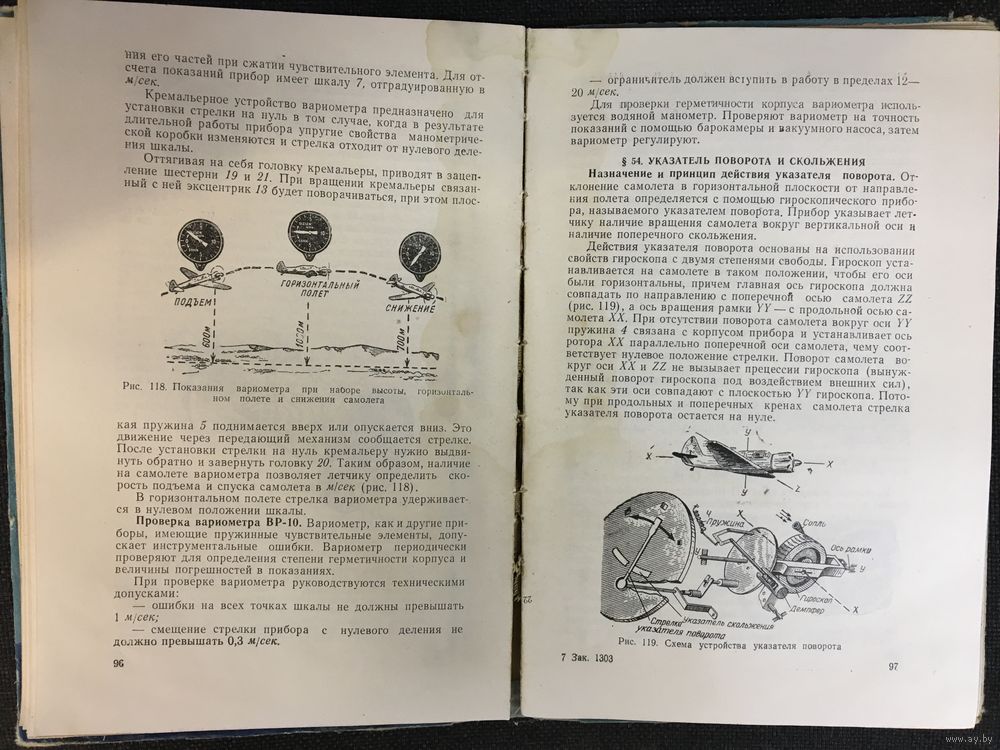 ния его частей при сжатии чувствительного элемента. Для от-
счета показаний прибор имеет шкалу 7, отградуированную в
м/сек.
Кремальерное устройство вариометра предназначено для
установки стрелки на нуль в том случае, когда в результате
длительной работы прибора упругие свойства манометриче-
ской коробки изменяются и стрелка отходит от нулевого деле-
ния шкалы.
Оттягивая на себя головку кремальеры, приводят в зацеп-
ление шестерни 19 и 21. При вращении кремальеры связан-
ный с ней эксцентрик 13 будет поворачиваться, при этом плос-
ПОДЪЕМ
ГОРИЗОНТАЛЬНЫЙ
ПОЛЕТ
СНИЖЕНИЕ
600м
1000м
700м
Рис. 118. Показания вариометра при наборе высоты, горизонталь-
ном полете и снижении самолета
кая пружина 5 поднимается вверх или опускается вниз. Это
движение через передающий механизм сообщается стрелке.
После установки стрелки на нуль кремальеру нужно выдви-
нуть обратно и завернуть головку 20. Таким образом, наличие
на самолете вариометра позволяет летчику определить ско-
рость подъема и спуска самолета в м/сек (рис. 118).
В горизонтальном полете стрелка вариометра удерживает-
ся в нулевом положении шкалы.
Проверка вариометра ВР-10. Вариометр, как и другие при-
боры, имеющие пружинные чувствительные элементы, допу-
скает инструментальные ошибки. Вариометр периодически
проверяют для определения степени герметичности корпуса и
величины погрешностей в показаниях.
При проверке вариометра руководствуются техническими
допусками:
— ошибки на всех точках шкалы не должны превышать
1 м/сек;
— смещение стрелки прибора с нулевого деления не
должно превышать 0,3 м/сек.
96
— ограничитель должен вступить в работу в пределах 12—
20 м/сек.
Для проверки герметичности корпуса вариометра исполь-
зуется водяной манометр. Проверяют вариометр на точность
показаний с помощью барокамеры и вакуумного насоса, затем
вариометр регулируют.
§ 54. УКАЗАТЕЛЬ ПОВОРОТА И СКОЛЬЖЕНИЯ
Назначение и принцип действия указателя поворота. От-
клонение самолета в горизонтальной плоскости от направле-
ния полета определяется с помощью гироскопического прибо-
ра, называемого указателем поворота. Прибор указывает лет-
чику наличие вращения самолета вокруг вертикальной оси и
наличие поперечного скольжения.
Действия указателя поворота основаны на использовании
свойств гироскопа с двумя степенями свободы. Гироскоп уста-
навливается на самолете в таком положении, чтобы его оси
были горизонтальны, причем главная ось гироскопа должна
совпадать по направлению с поперечной осью самолета ZZ
(рис. 119), а ось вращения рамки YY — с продольной осью са-
молета XX. При отсутствии поворота самолета вокруг оси YY
пружина 4 связана с корпусом прибора и устанавливает ось
ротора XX параллельно поперечной оси самолета, чему соот-
ветствует нулевое положение стрелки. Поворот самолета во-
круг оси XX и ZZ не вызывает прецессии гироскопа (вынуж-
денный поворот гироскопа под воздействием внешних сил),
так как эти оси совпадают с плоскостью YY гироскопа. Пото-
му при продольных и поперечных кренах самолета стрелка
указателя поворота остается на нуле.
У
X
X
У
Z
Пружина
X
Сопло
Ось рамки
У
У
Гироскоп
X
Демпфер
Стрелка
указателя поворота
Указатель скольжения
Рис. 119. Схема устройства указателя поворота
7 Зак. 1303
97
22
www.ay.by